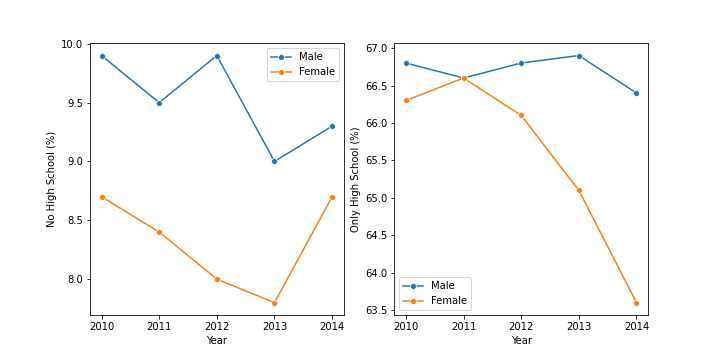 No High School (%)
10.0
9.5
9.0
8.5
8.0
Male
Female
2010 2011 2012 2013 2014
Year
Only High School (%)
67.0
66.5
66.0
65.5
65.0
64.5
64.0
63.5
Male
Female
2010 2011 2012 2013 2014
Year